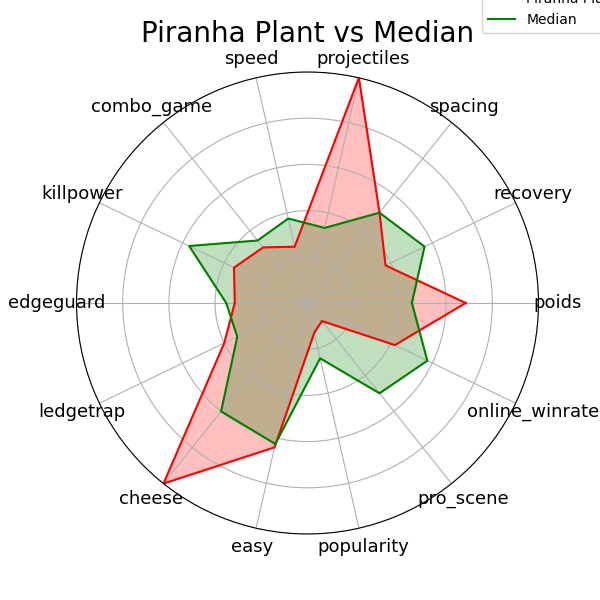 Piranha Plant vs Median
Median
speed
projectiles
combo_game
spacing
killpower
recovery
edgeguard
poids
ledgetrap
online_winrate
cheese
pro_scene
easy
popularity